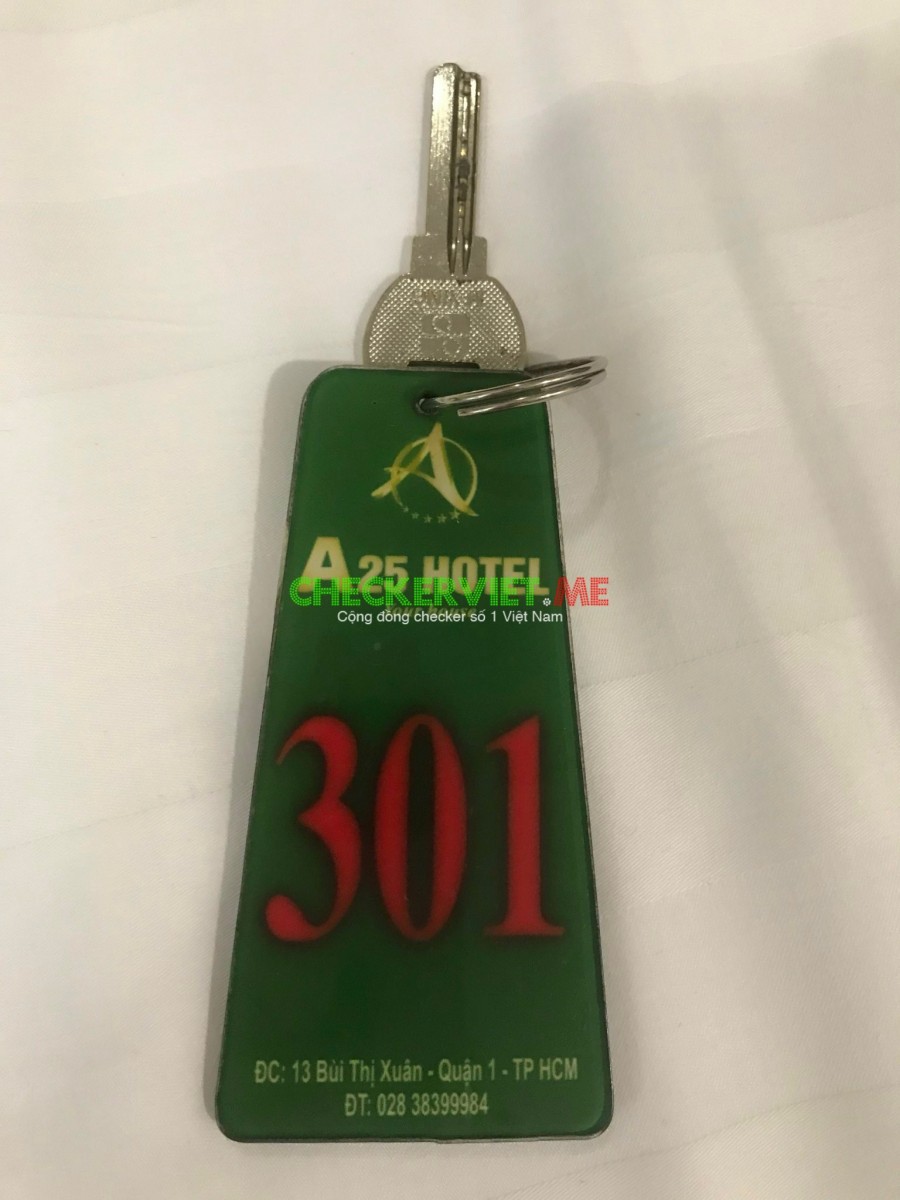 A
A 25 HOTEL
CHECKERVIET.ME
Cộng đồng checker số 1 Việt Nam
301
ĐC: 13 Bùi Thị Xuân - Quận 1 - TP HCM
ĐT: 028 38399984